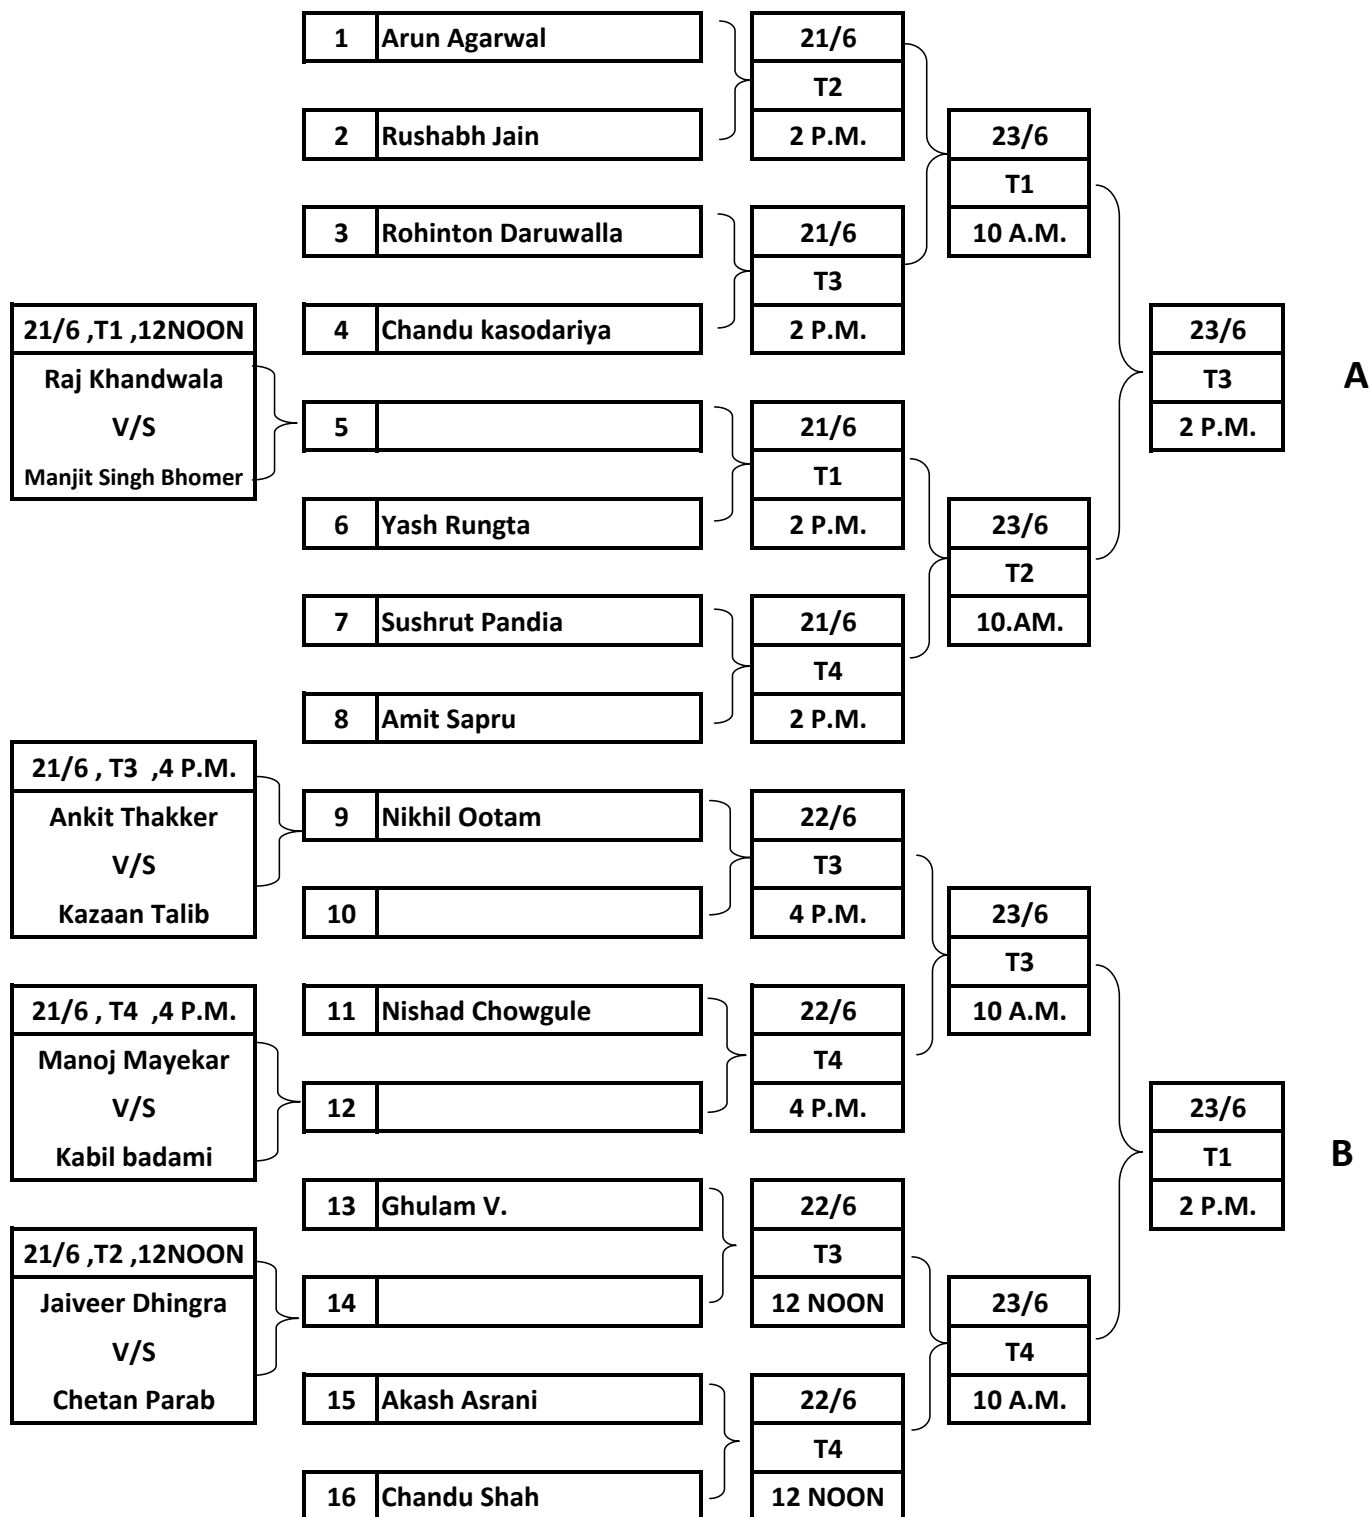 1 Arun Agarwal 21/6
T2
2 Rushabh Jain 2 P.M. 23/6
T1
3 Rohinton Daruwalla 21/6 10 A.M.
T3
21/6 ,T1 ,12NOON 4 Chandu kasodariya 2 P.M. 23/6
Raj Khandwala T3 A
V/S 5 21/6 2 P.M.
Manjit Singh Bhomer T1
6 Yash Rungta 2 P.M. 23/6
T2
7 Sushrut Pandia 21/6 10.AM.
T4
8 Amit Sapru 2 P.M.
21/6 , T3 ,4 P.M.
Ankit Thakker 9 Nikhil Ootam 22/6
V/S T3
Kazaan Talib 10 4 P.M. 23/6
T3
21/6 , T4 ,4 P.M. 11 Nishad Chowgule 22/6 10 A.M.
Manoj Mayekar T4
V/S 12 4 P.M. 23/6
Kabil badami T1 B
13 Ghulam V. 22/6 2 P.M.
21/6 ,T2 ,12NOON T3
Jaiveer Dhingra 14 12 NOON 23/6
V/S T4
Chetan Parab 15 Akash Asrani 22/6 10 A.M.
T4
16 Chandu Shah 12 NOON